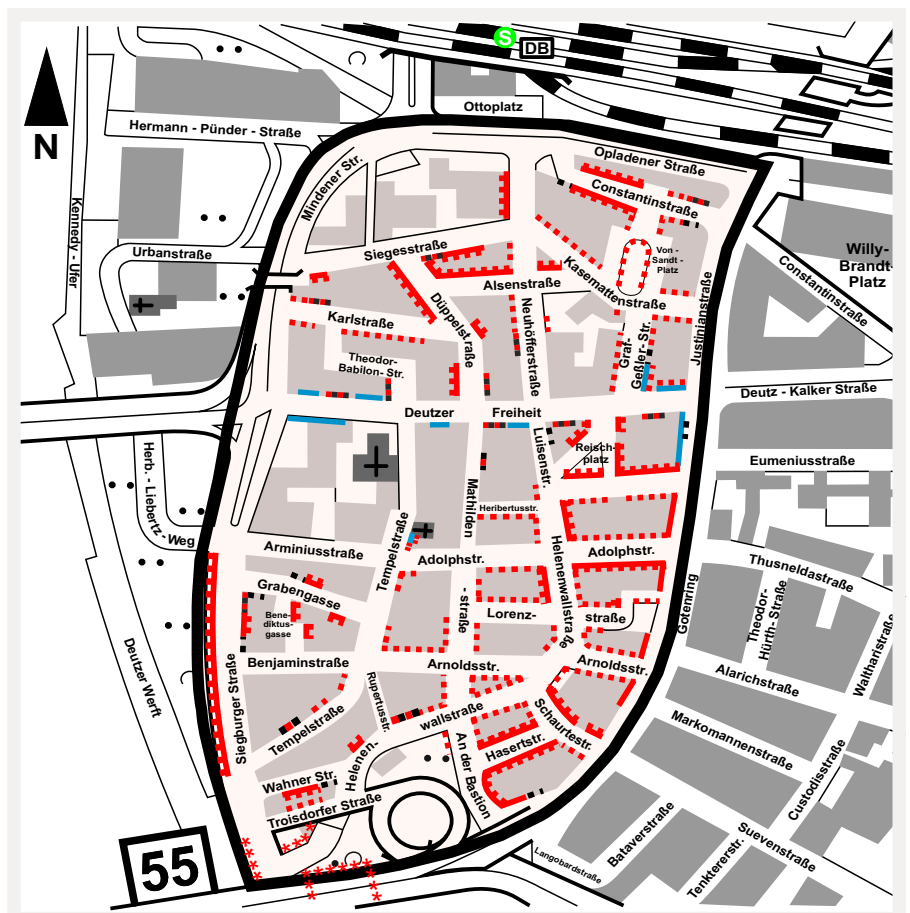 S
DB
Ottoplatz
Hermann - Pünder - Straße
N
Opladener Straße
Mindener Str.
Constantinstraße
Kennedy - Ufer
Siegesstraße
Urbanstraße
Von -
Sandt -
Platz
Willy-
Brandt-
Platz
Kasemattenstraße
Constantinstraße
Alsenstraße
Düppelstraße
Neuhöfferstraße
Justinianstraße
Karlstraße
Graf-
Geßler- Str.
Theodor-
Babilon- Str.
Deutz - Kalker Straße
Deutzer
Freiheit
Luisenstr.
Reisch-
platz
Herb. - Liebertz - Weg
Eumeniusstraße
Mathilden
- straße
Heribertusstr.
Tempelstraße
Arminiusstraße
Adolphstr.
Helenenwallstraße
Adolphstr.
Thusneldastraße
Grabengasse
Gotenring
Theodor-
Hürth- Straße
Bene-
diktus-
gasse
Lorenz-
straße
Waltharistraße
Deutzer Werft
Benjaminstraße
Arnoldsstr.
Arnoldsstr.
Alarichstraße
Siegburger Straße
Rupertusstr.
Tempelstraße
Helenen-
wallstraße
Schaurtestr.
Markomannenstraße
Hasertstr.
An der Bastion
Custodisstraße
Wahner Str.
Troisdorfer Straße
Bataverstraße
Suevenstraße
Tenktererstr.
Langobardstraße
55